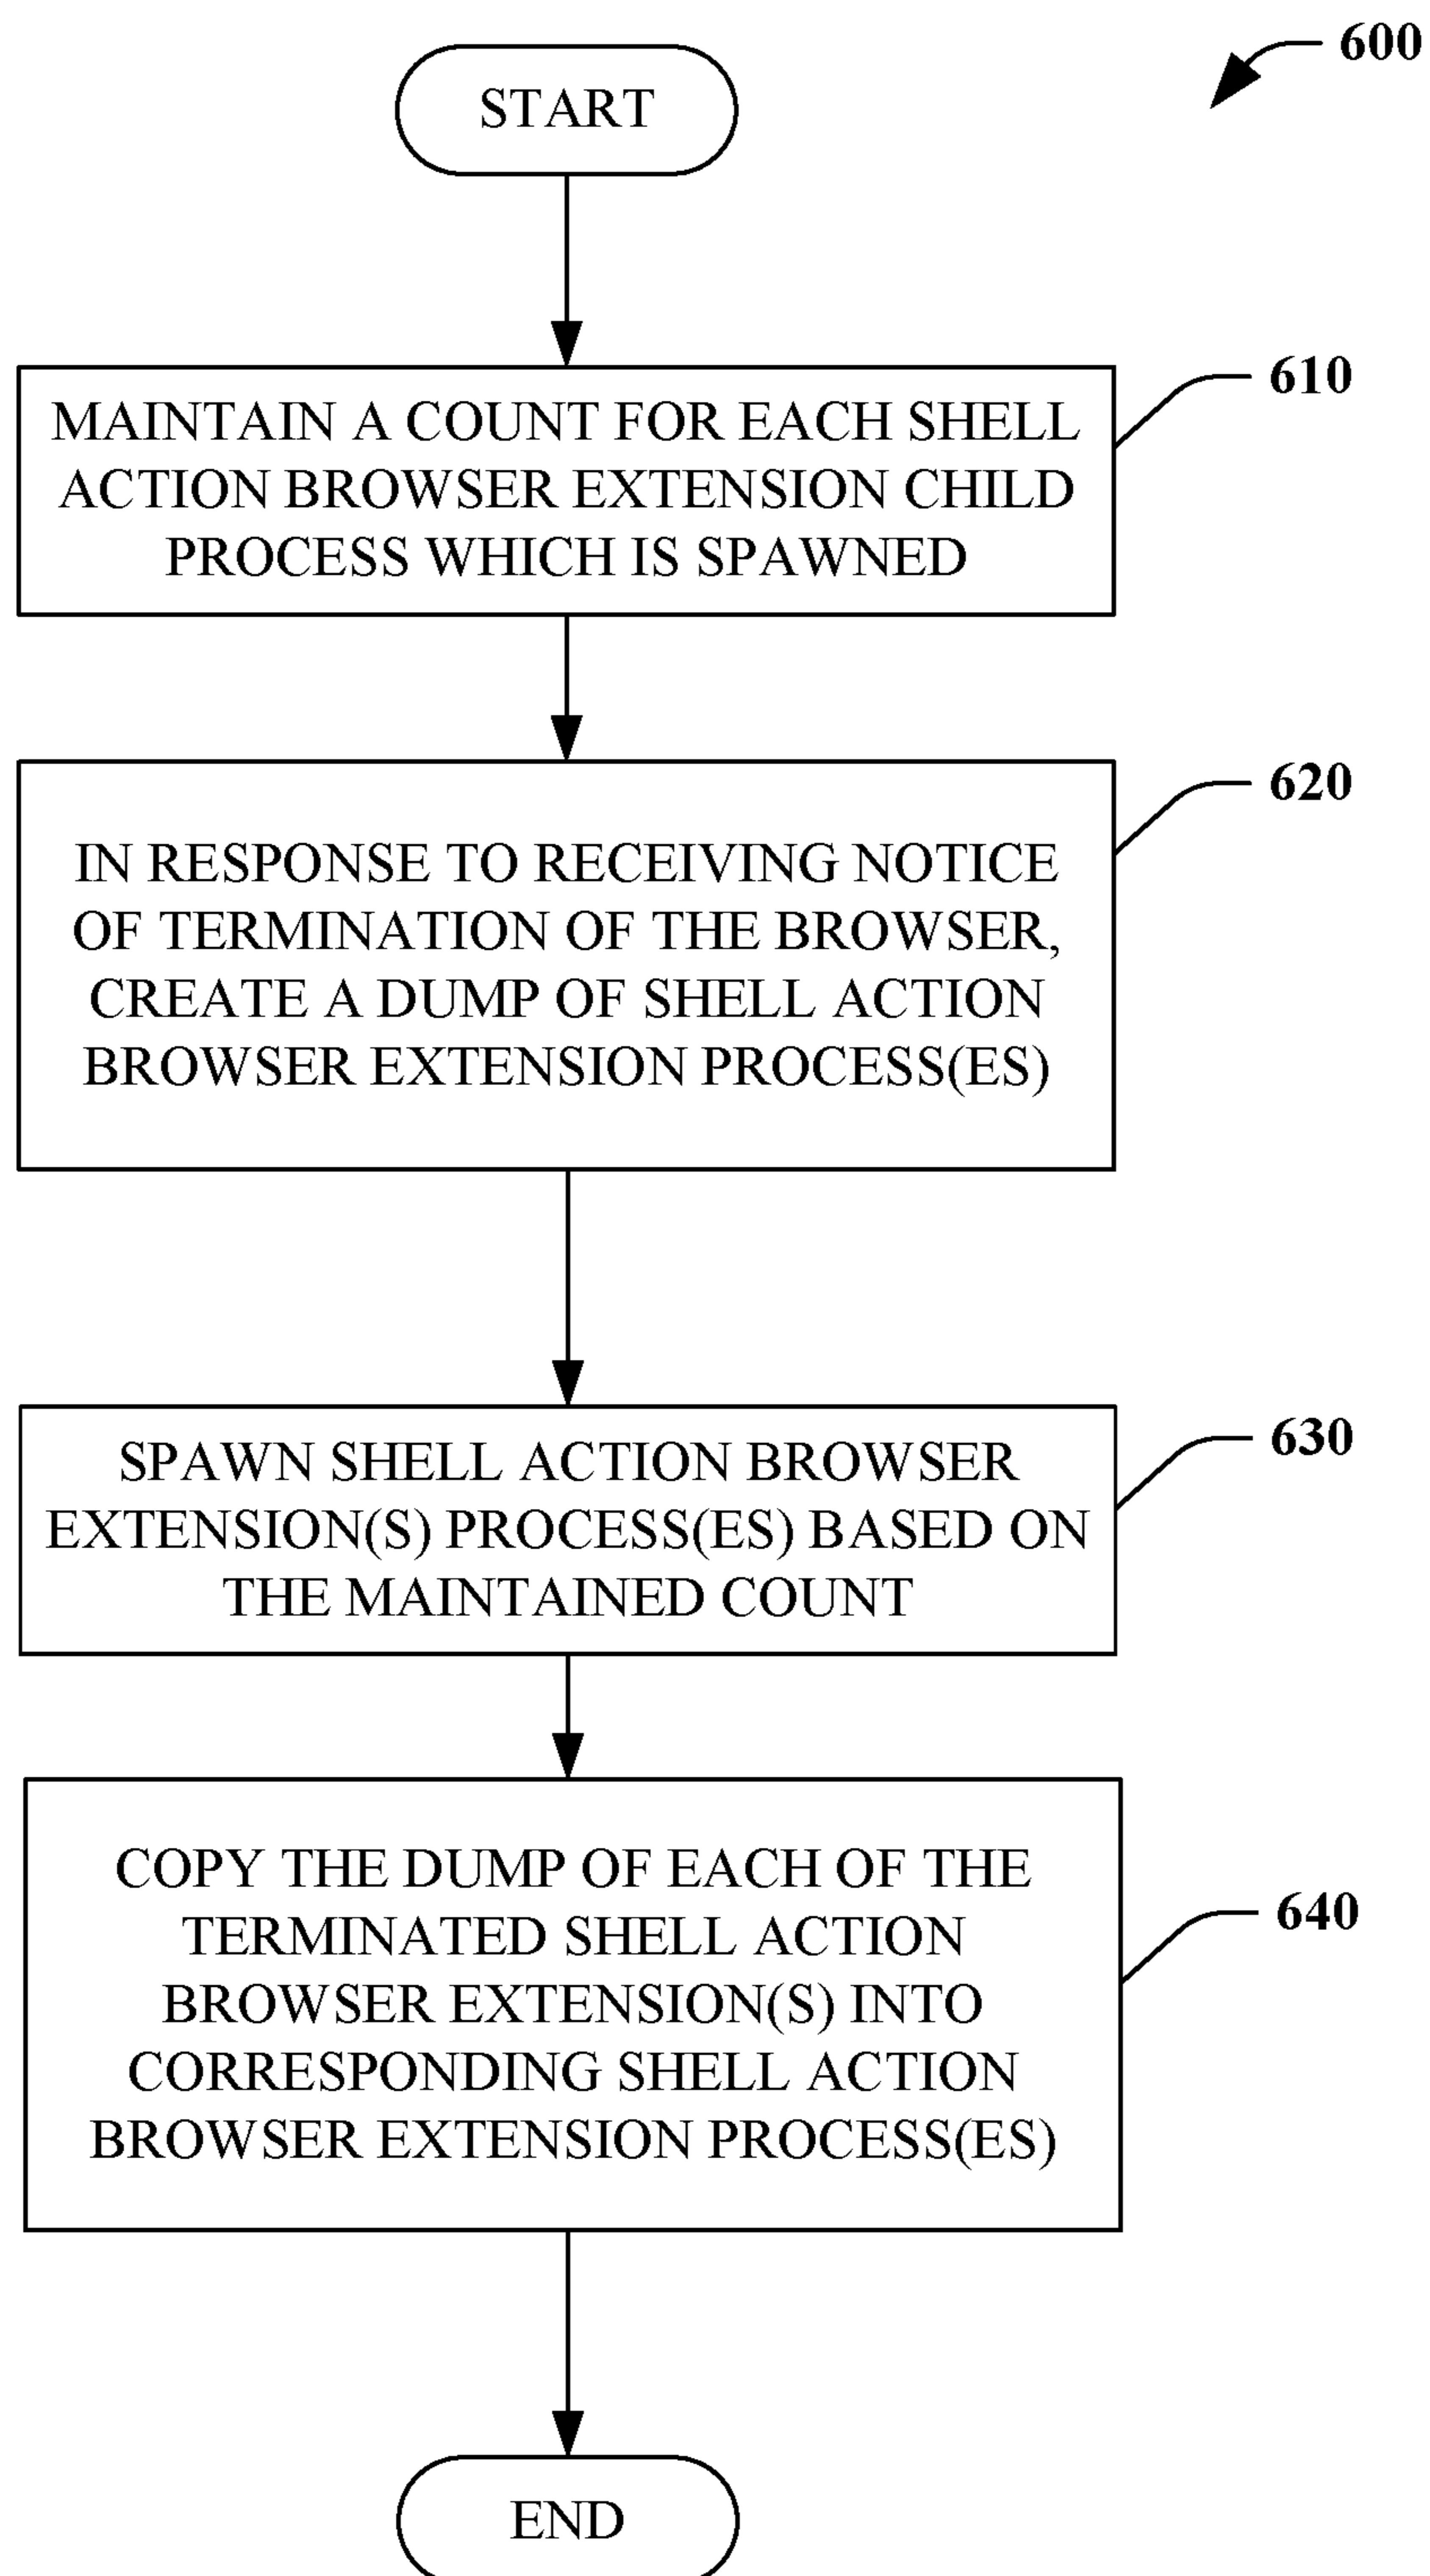 600
START
610
MAINTAIN A COUNT FOR EACH SHELL
ACTION BROWSER EXTENSION CHILD
PROCESS WHICH IS SPAWNED
620
IN RESPONSE TO RECEIVING NOTICE
OF TERMINATION OF THE BROWSER,
CREATE A DUMP OF SHELL ACTION
BROWSER EXTENSION PROCESS(ES)
630
SPAWN SHELL ACTION BROWSER
EXTENSION(S) PROCESS(ES) BASED ON
THE MAINTAINED COUNT
640
COPY THE DUMP OF EACH OF THE
TERMINATED SHELL ACTION
BROWSER EXTENSION(S) INTO
CORRESPONDING SHELL ACTION
BROWSER EXTENSION PROCESS(ES)
END